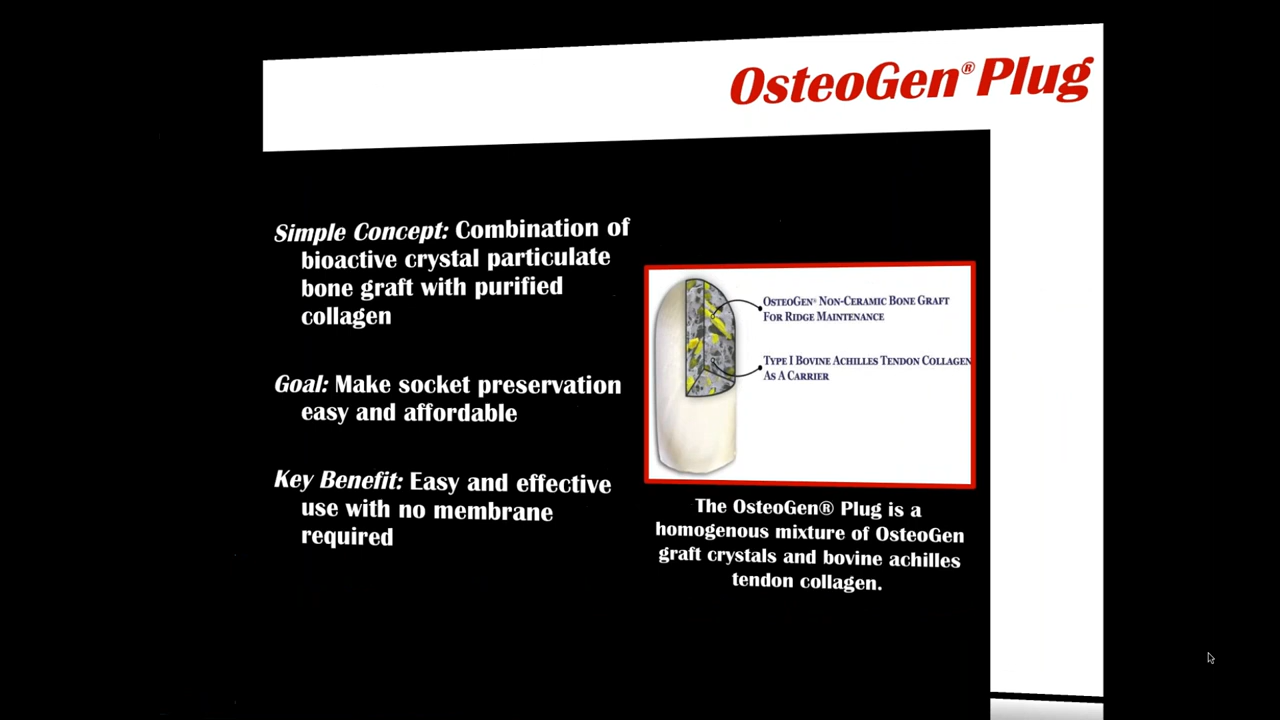 OsteoGen® Plug
Simple Concept: Combination of
bioactive crystal particulate
bone graft with purified
collagen
Goal: Make socket preservation
easy and affordable
Key Benefit: Easy and effective
use with no membrane
required
OsteoGen® Non-Ceramic Bone Graft
For Ridge Maintenance
Type I Bovine Achilles Tendon Collagen
As A Carrier
The OsteoGen® Plug is a
homogenous mixture of OsteoGen
graft crystals and bovine achilles
tendon collagen.